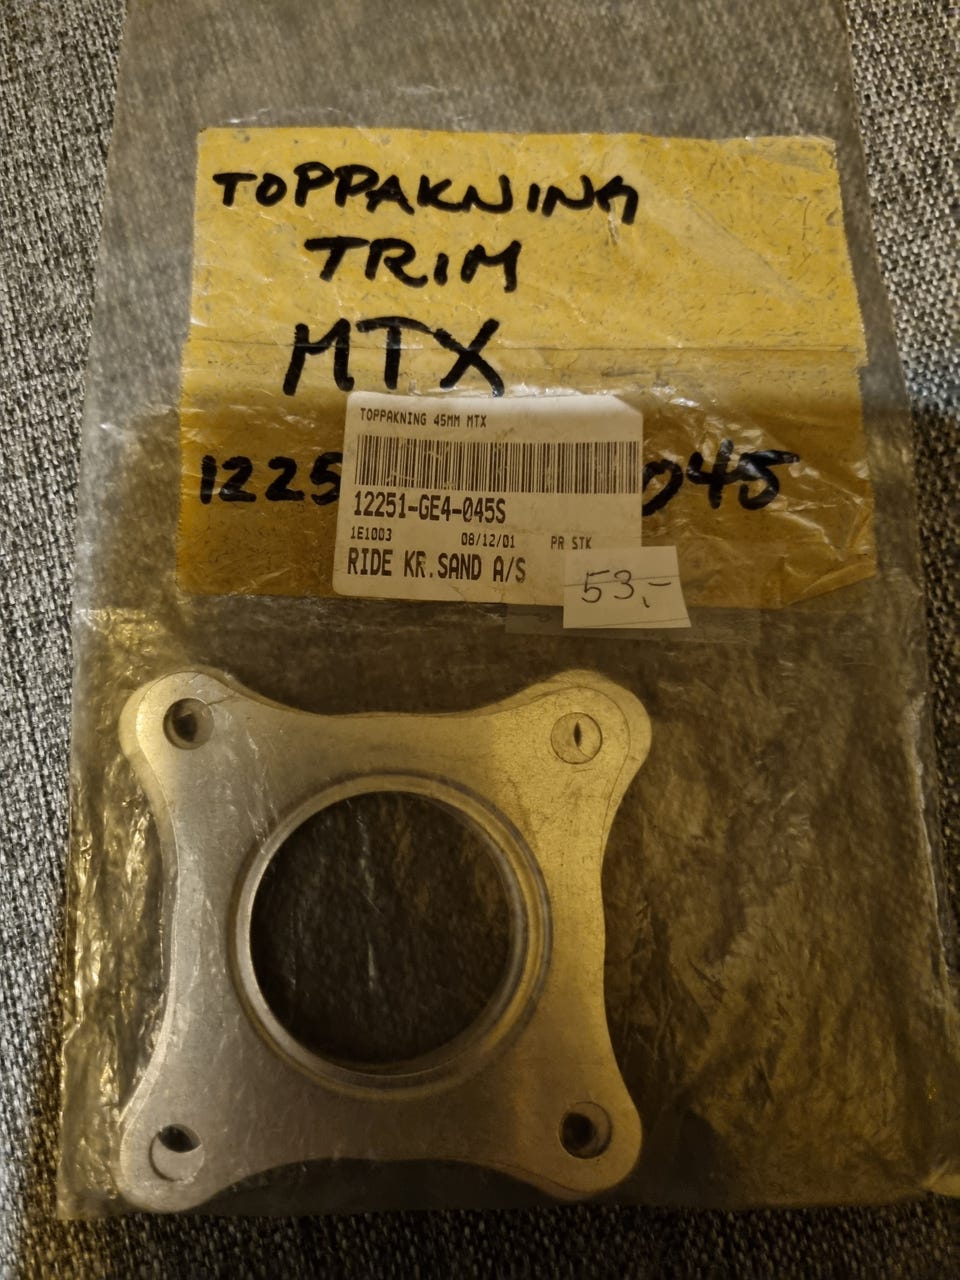 TOPPAKNING
TRIM
MTX
1225 045
TOPPAKNING 45MM MTX
12251-GE4-045S
1E1003 08/12/01 PR STK
RIDE KR.SAND A/S
53,-